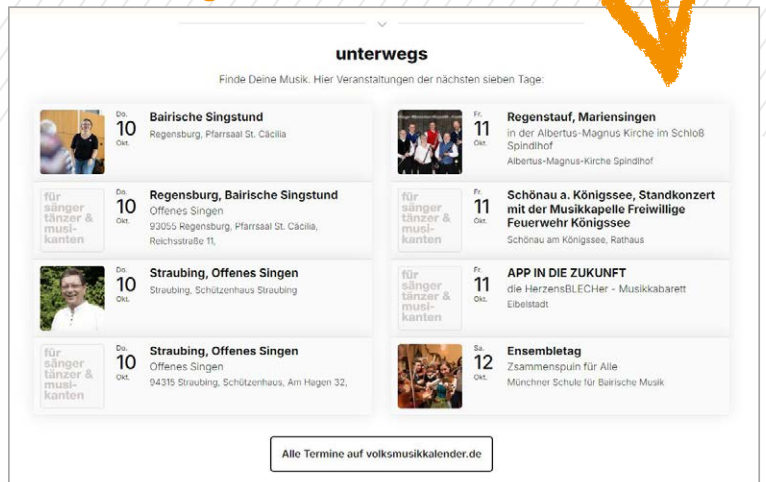 unterwegs
Finde Deine Musik. Hier Veranstaltungen der nächsten sieben Tage:
Do.
10
Okt.
Bairische Singstund
Regensburg, Pfarrsaal St. Cäcilia
für
sänger
tänzer &
musi-
kanten
Do.
10
Okt.
Regensburg, Bairische Singstund
Offenes Singen
93055 Regensburg, Pfarrsaal St. Cäcilia,
Reichsstraße 11,
Do.
10
Okt.
Straubing, Offenes Singen
Straubing, Schützenhaus Straubing
für
sänger
tänzer &
musi-
kanten
Do.
10
Okt.
Straubing, Offenes Singen
Offenes Singen
94315 Straubing, Schützenhaus, Am Hagen 32,
Fr.
11
Okt.
Regenstauf, Mariensingen
in der Albertus-Magnus Kirche im Schloß
Spindlhof
Albertus-Magnus-Kirche Spindlhof
für
sänger
tänzer &
musi-
kanten
Fr.
11
Okt.
Schönau a. Königssee, Standkonzert
mit der Musikkapelle Freiwillige
Feuerwehr Königssee
Schönau am Königssee, Rathaus
für
sänger
tänzer &
musi-
kanten
Fr.
11
Okt.
APP IN DIE ZUKUNFT
die HerzensBLECHer - Musikkabarett
Eibelstadt
Sa.
12
Okt.
Ensembletag
Zsammenspuin für Alle
Münchner Schule für Bairische Musik
Alle Termine auf volksmusikkalender.de